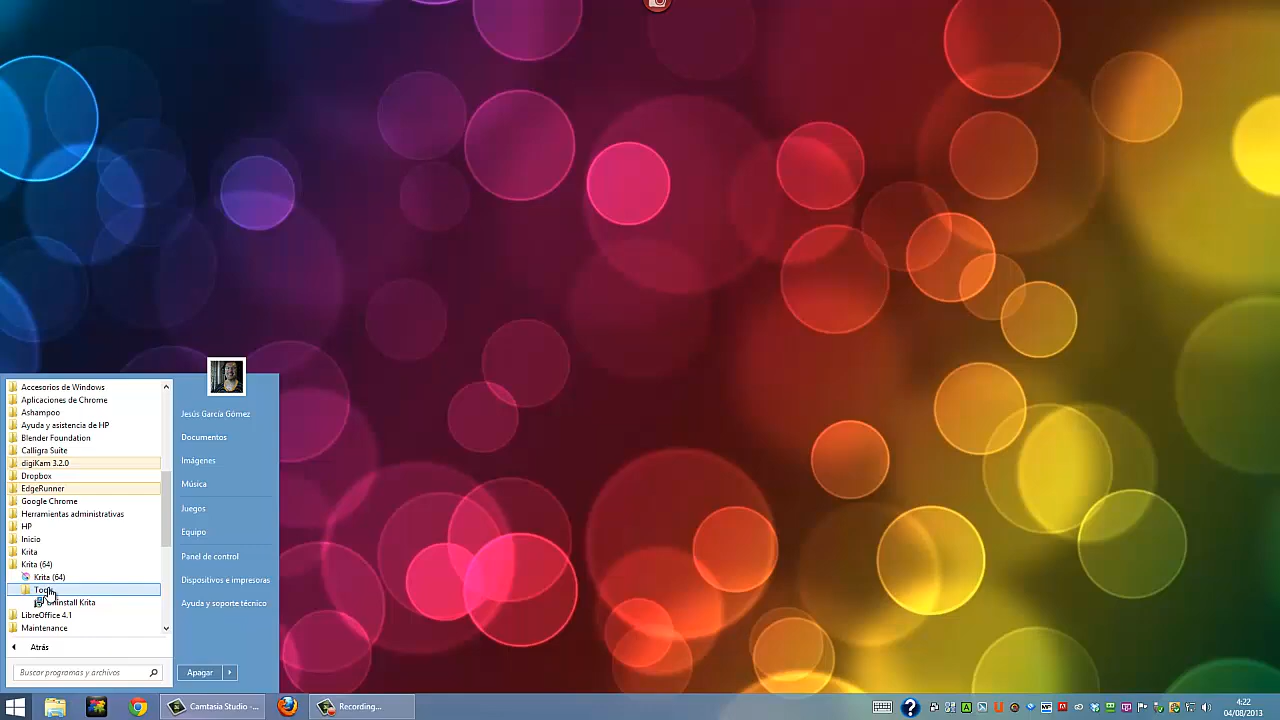 Accesorios de Windows
Aplicaciones de Chrome
Ashampoo
Ayuda y asistencia de HP
Blender Foundation
Calligra Suite
digiKam 3.2.0
Dropbox
EdgeRunner
Google Chrome
Herramientas administrativas
HP
Inicio
Krita
Krita (64)
Krita (64)
Uninstall Krita
LibreOffice 4.1
Maintenance
Atrás
Buscar programas y archivos
Jesús García Gómez
Documentos
Imágenes
Música
Juegos
Equipo
Panel de control
Dispositivos e impresoras
Ayuda y soporte técnico
Apagar
Camtasia Studio -...
Recording...
4:22
04/08/2013